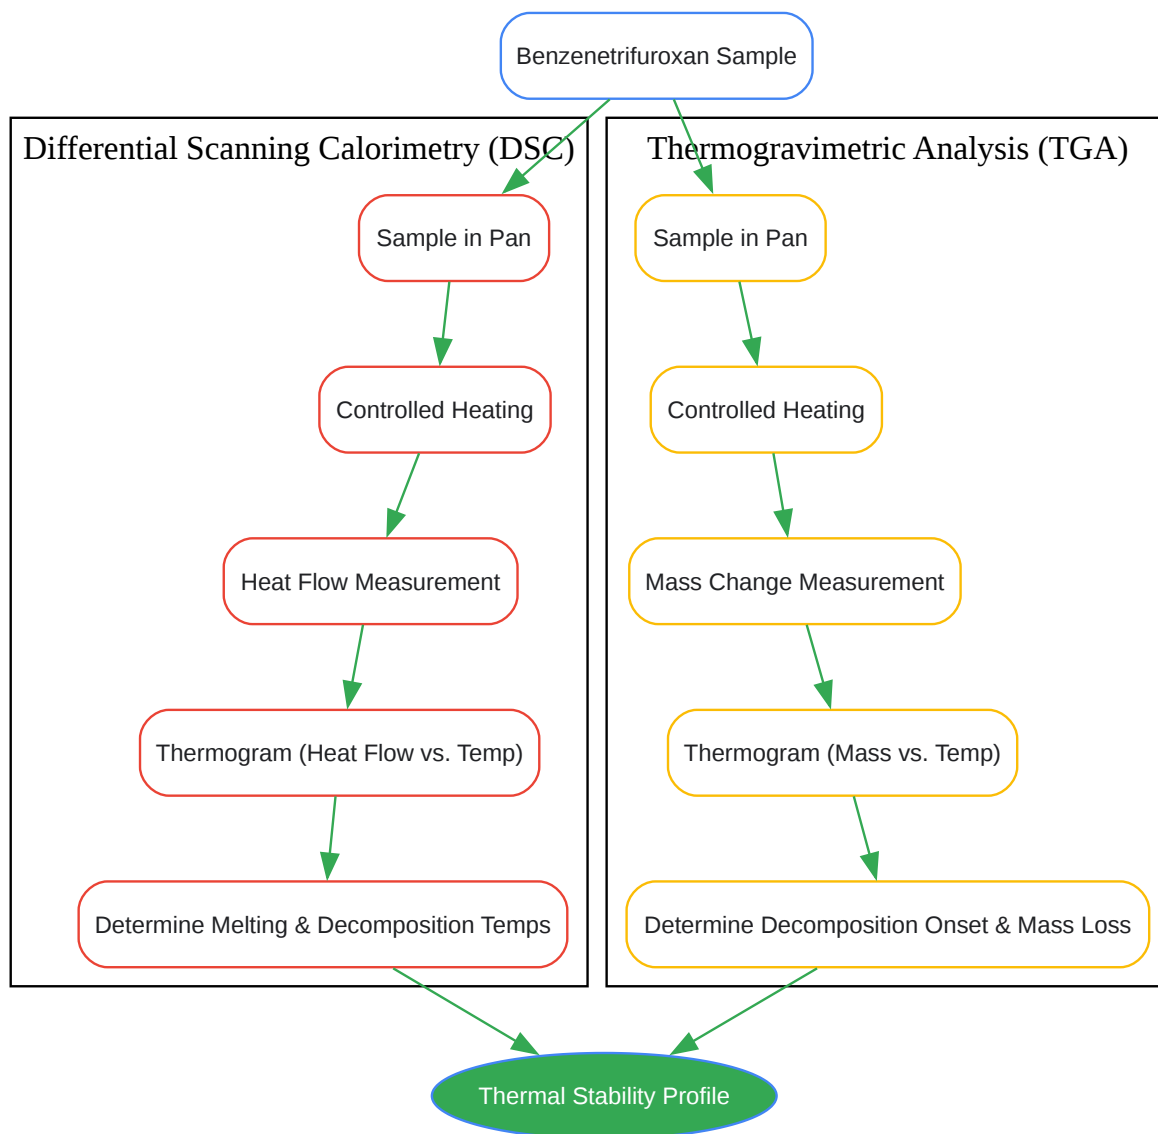 Benzenetrifuroxan Sample
Differential Scanning Calorimetry (DSC)
Sample in Pan
Controlled Heating
Heat Flow Measurement
Thermogram (Heat Flow vs. Temp)
Determine Melting & Decomposition Temps
Thermogravimetric Analysis (TGA)
Sample in Pan
Controlled Heating
Mass Change Measurement
Thermogram (Mass vs. Temp)
Determine Decomposition Onset & Mass Loss
Thermal Stability Profile